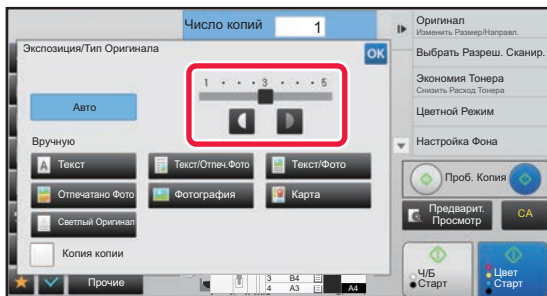 Число копий 1
Экспозиция/Тип Оригинала
OK
1 · · · 3 · · · 5
Авто
Вручную
Текст
Текст/Отпеч.Фото
Текст/Фото
Отпечатано Фото
Фотография
Карта
Светлый Оригинал
Копия копии
Прочие
3 B4
4 A3
A4
Оригинал
Изменить Размер/Направл.
Выбрать Разреш. Сканир.
Экономия Тонера
Снизить Расход Тонера
Цветной Режим
Настройка Фона
Проб. Копия
Предварит.
Просмотр
CA
Ч/Б
Старт
Цвет
Старт